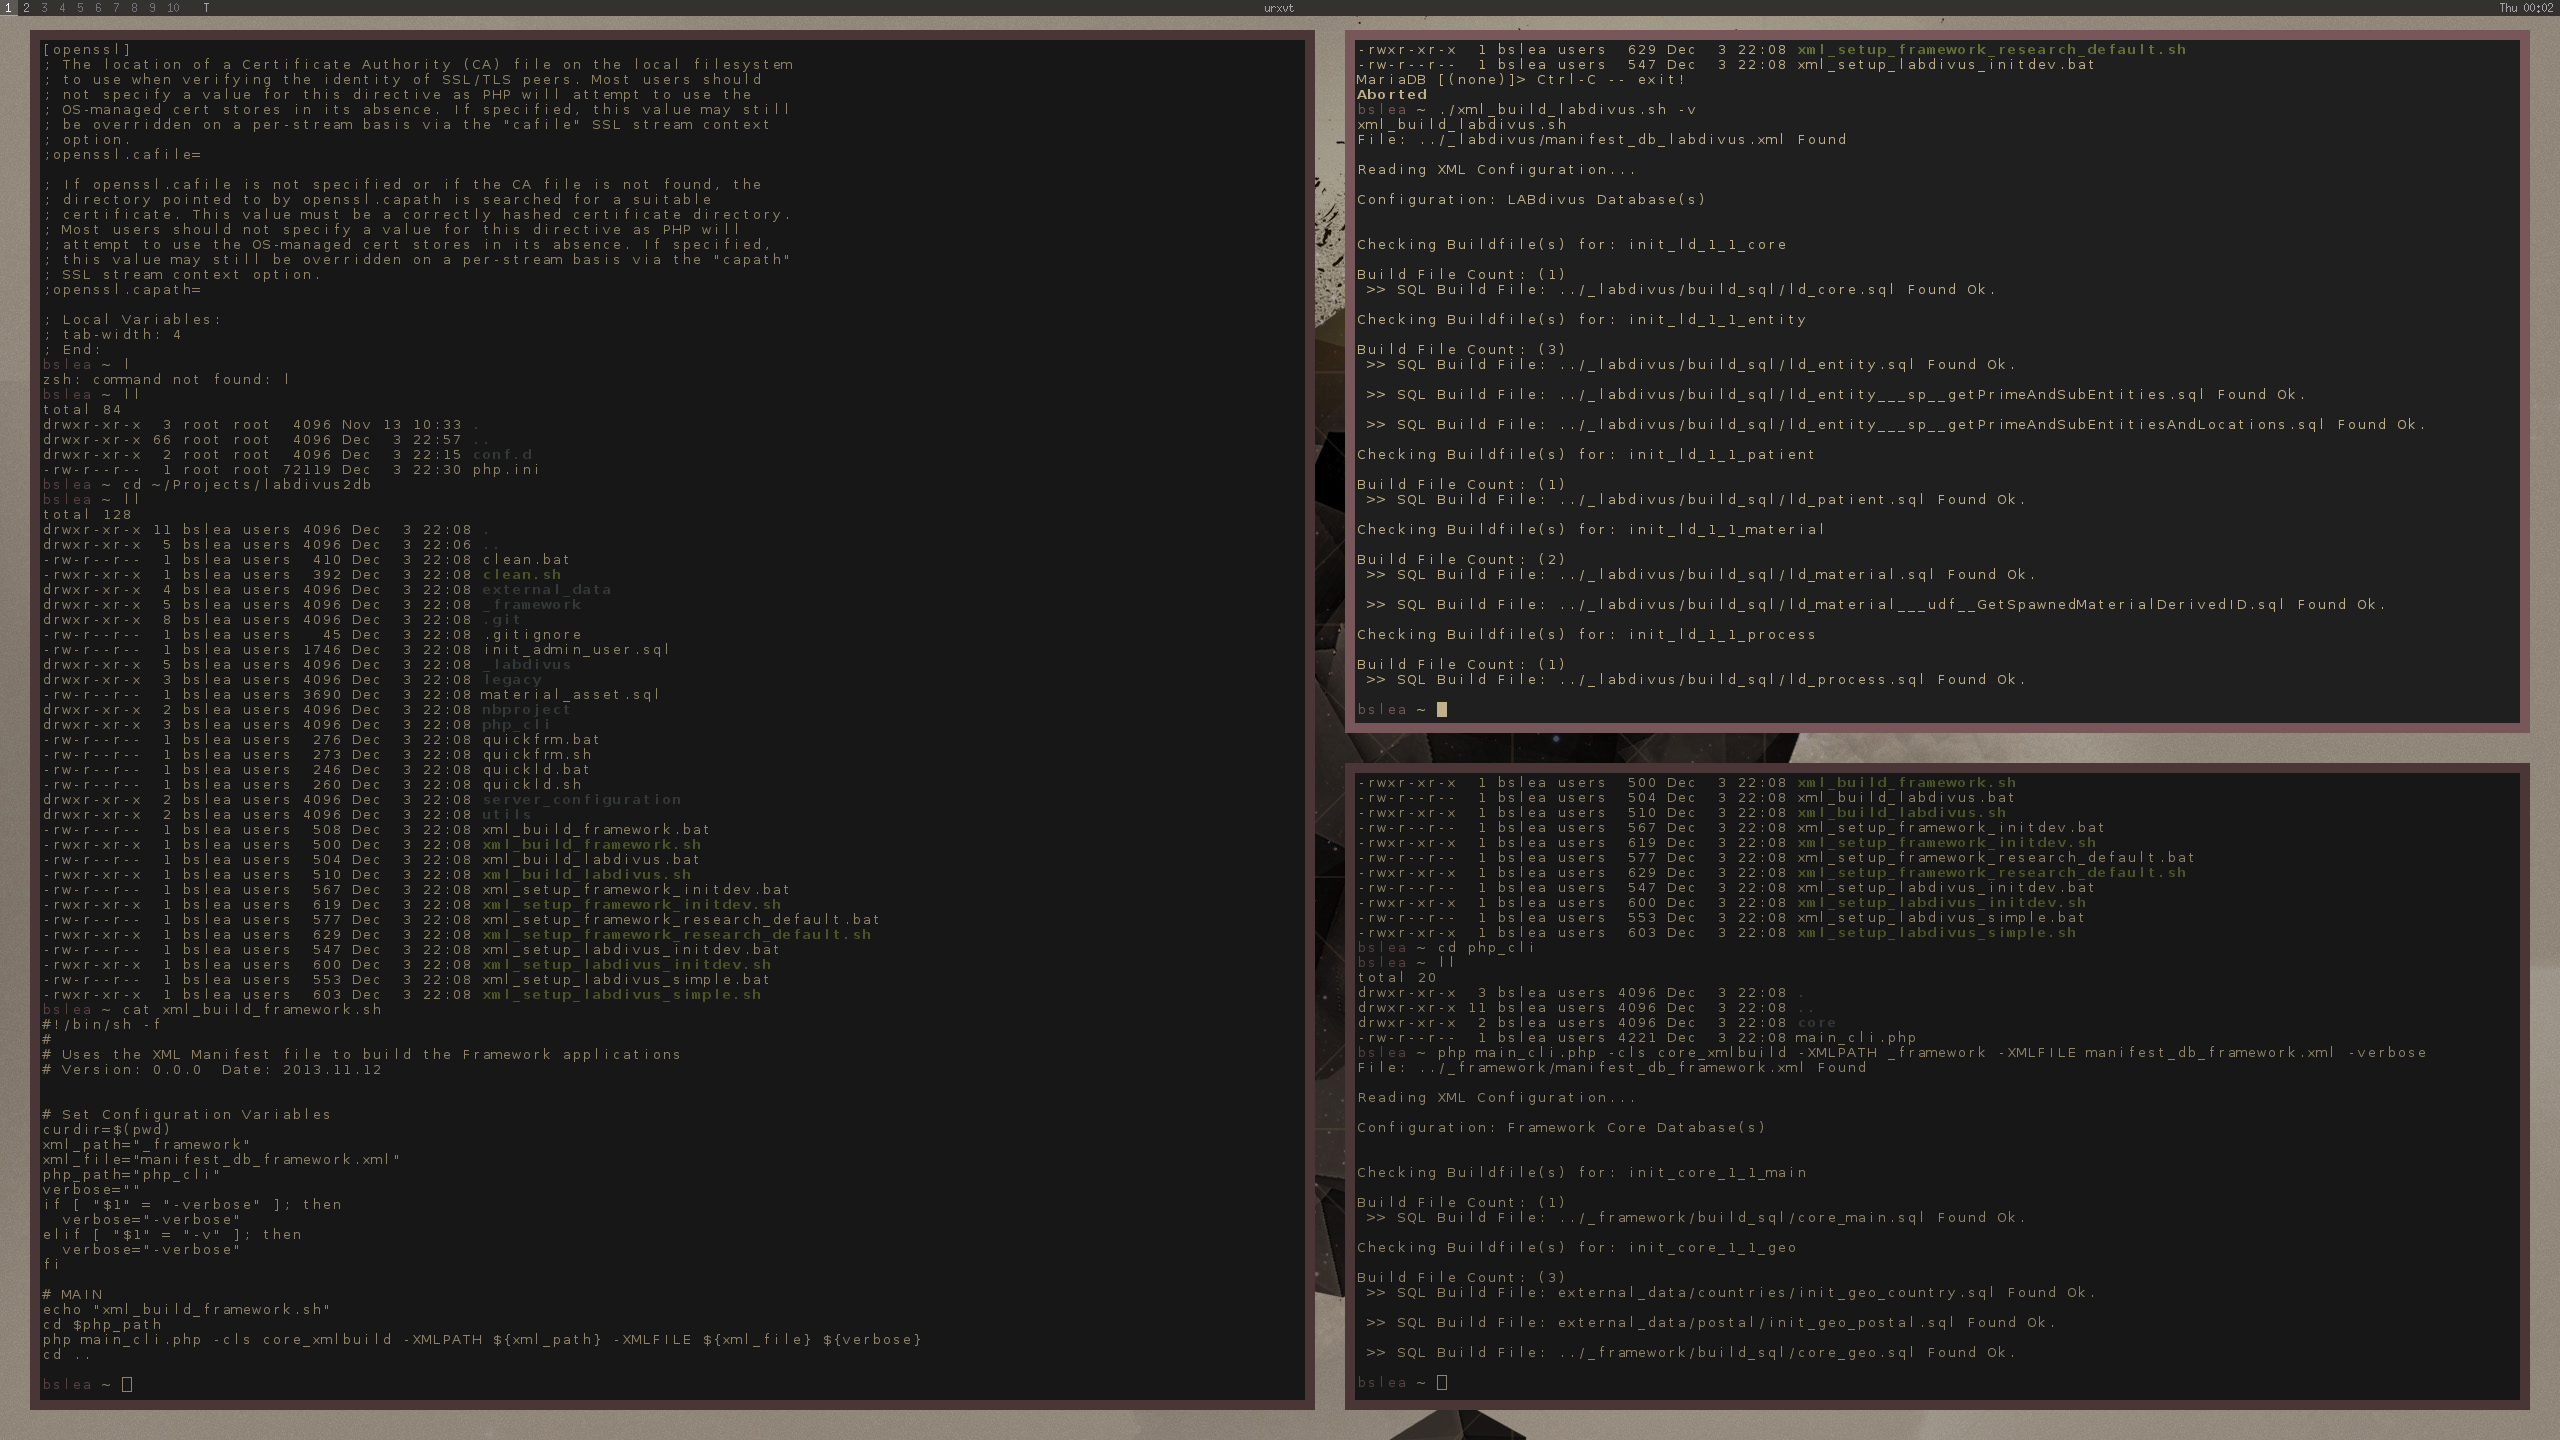 1 2 3 4 5 6 7 8 9 10 T
urxvt
Thu 00:02
[openssl]
; The location of a Certificate Authority (CA) file on the local filesystem
; to use when verifying the identity of SSL/TLS peers. Most users should
; not specify a value for this directive as PHP will attempt to use the
; OS-managed cert stores in its absence. If specified, this value may still
; be overridden on a per-stream basis via the "cafile" SSL stream context
; option.
;openssl.cafile=
; If openssl.cafile is not specified or if the CA file is not found, the
; directory pointed to by openssl.capath is searched for a suitable
; certificate. This value must be a correctly hashed certificate directory.
; Most users should not specify a value for this directive as PHP will
; attempt to use the OS-managed cert stores in its absence. If specified,
; this value may still be overridden on a per-stream basis via the "capath"
; SSL stream context option.
;openssl.capath=
; Local Variables:
; tab-width: 4
; End:
bslea ~ l
zsh: command not found: l
bslea ~ ll
total 84
drwxr-xr-x  3 root root  4096 Nov 13 10:33 .
drwxr-xr-x 66 root root  4096 Dec  3 22:57 ..
drwxr-xr-x  2 root root  4096 Dec  3 22:15 conf.d
-rw-r--r--  1 root root 72119 Dec  3 22:30 php.ini
bslea ~ cd ~/Projects/labdivus2db
bslea ~ ll
total 128
drwxr-xr-x 11 bslea users 4096 Dec  3 22:08 .
drwxr-xr-x  5 bslea users 4096 Dec  3 22:06 ..
-rw-r--r--  1 bslea users  410 Dec  3 22:08 clean.bat
-rwxr-xr-x  1 bslea users  392 Dec  3 22:08 clean.sh
drwxr-xr-x  4 bslea users 4096 Dec  3 22:08 external_data
drwxr-xr-x  5 bslea users 4096 Dec  3 22:08 _framework
drwxr-xr-x  8 bslea users 4096 Dec  3 22:08 .git
-rw-r--r--  1 bslea users   45 Dec  3 22:08 .gitignore
-rw-r--r--  1 bslea users 1746 Dec  3 22:08 init_admin_user.sql
drwxr-xr-x  5 bslea users 4096 Dec  3 22:08 _labdivus
drwxr-xr-x  3 bslea users 4096 Dec  3 22:08 legacy
-rw-r--r--  1 bslea users 3690 Dec  3 22:08 material_asset.sql
drwxr-xr-x  2 bslea users 4096 Dec  3 22:08 nbproject
drwxr-xr-x  3 bslea users 4096 Dec  3 22:08 php_cli
-rw-r--r--  1 bslea users  276 Dec  3 22:08 quickfrm.bat
-rw-r--r--  1 bslea users  273 Dec  3 22:08 quickfrm.sh
-rw-r--r--  1 bslea users  246 Dec  3 22:08 quickld.bat
-rw-r--r--  1 bslea users  260 Dec  3 22:08 quickld.sh
drwxr-xr-x  2 bslea users 4096 Dec  3 22:08 server_configuration
drwxr-xr-x  2 bslea users 4096 Dec  3 22:08 utils
-rw-r--r--  1 bslea users  508 Dec  3 22:08 xml_build_framework.bat
-rwxr-xr-x  1 bslea users  500 Dec  3 22:08 xml_build_framework.sh
-rw-r--r--  1 bslea users  504 Dec  3 22:08 xml_build_labdivus.bat
-rwxr-xr-x  1 bslea users  510 Dec  3 22:08 xml_build_labdivus.sh
-rw-r--r--  1 bslea users  567 Dec  3 22:08 xml_setup_framework_initdev.bat
-rwxr-xr-x  1 bslea users  619 Dec  3 22:08 xml_setup_framework_initdev.sh
-rw-r--r--  1 bslea users  577 Dec  3 22:08 xml_setup_framework_research_default.bat
-rwxr-xr-x  1 bslea users  629 Dec  3 22:08 xml_setup_framework_research_default.sh
-rw-r--r--  1 bslea users  547 Dec  3 22:08 xml_setup_labdivus_initdev.bat
-rwxr-xr-x  1 bslea users  600 Dec  3 22:08 xml_setup_labdivus_initdev.sh
-rw-r--r--  1 bslea users  553 Dec  3 22:08 xml_setup_labdivus_simple.bat
-rwxr-xr-x  1 bslea users  603 Dec  3 22:08 xml_setup_labdivus_simple.sh
bslea ~ cat xml_build_framework.sh
#!/bin/sh -f
#
# Uses the XML Manifest file to build the Framework applications
# Version: 0.0.0  Date: 2013.11.12
# Set Configuration Variables
curdir=$(pwd)
xml_path="_framework"
xml_file="manifest_db_framework.xml"
php_path="php_cli"
verbose=""
if [ "$1" = "-verbose" ]; then
  verbose="-verbose"
elif [ "$1" = "-v" ]; then
  verbose="-verbose"
fi
# MAIN
echo "xml_build_framework.sh"
cd $php_path
php main_cli.php -cls core_xmlbuild -XMLPATH ${xml_path} -XMLFILE ${xml_file} ${verbose}
cd ..
bslea ~
-rwxr-xr-x  1 bslea users  629 Dec  3 22:08 xml_setup_framework_research_default.sh
-rw-r--r--  1 bslea users  547 Dec  3 22:08 xml_setup_labdivus_initdev.bat
MariaDB [(none)]> Ctrl-C -- exit!
Aborted
bslea ~ ./xml_build_labdivus.sh -v
xml_build_labdivus.sh
File: ../_labdivus/manifest_db_labdivus.xml Found
Reading XML Configuration...
Configuration: LABdivus Database(s)
Checking Buildfile(s) for: init_ld_1_1_core
Build File Count: (1)
 >> SQL Build File: ../_labdivus/build_sql/ld_core.sql Found Ok.
Checking Buildfile(s) for: init_ld_1_1_entity
Build File Count: (3)
 >> SQL Build File: ../_labdivus/build_sql/ld_entity.sql Found Ok.
 >> SQL Build File: ../_labdivus/build_sql/ld_entity___sp__getPrimeAndSubEntities.sql Found Ok.
 >> SQL Build File: ../_labdivus/build_sql/ld_entity___sp__getPrimeAndSubEntitiesAndLocations.sql Found Ok.
Checking Buildfile(s) for: init_ld_1_1_patient
Build File Count: (1)
 >> SQL Build File: ../_labdivus/build_sql/ld_patient.sql Found Ok.
Checking Buildfile(s) for: init_ld_1_1_material
Build File Count: (2)
 >> SQL Build File: ../_labdivus/build_sql/ld_material.sql Found Ok.
 >> SQL Build File: ../_labdivus/build_sql/ld_material___udf__GetSpawnedMaterialDerivedID.sql Found Ok.
Checking Buildfile(s) for: init_ld_1_1_process
Build File Count: (1)
 >> SQL Build File: ../_labdivus/build_sql/ld_process.sql Found Ok.
bslea ~
-rwxr-xr-x  1 bslea users  500 Dec  3 22:08 xml_build_framework.sh
-rw-r--r--  1 bslea users  504 Dec  3 22:08 xml_build_labdivus.bat
-rwxr-xr-x  1 bslea users  510 Dec  3 22:08 xml_build_labdivus.sh
-rw-r--r--  1 bslea users  567 Dec  3 22:08 xml_setup_framework_initdev.bat
-rwxr-xr-x  1 bslea users  619 Dec  3 22:08 xml_setup_framework_initdev.sh
-rw-r--r--  1 bslea users  577 Dec  3 22:08 xml_setup_framework_research_default.bat
-rwxr-xr-x  1 bslea users  629 Dec  3 22:08 xml_setup_framework_research_default.sh
-rw-r--r--  1 bslea users  547 Dec  3 22:08 xml_setup_labdivus_initdev.bat
-rwxr-xr-x  1 bslea users  600 Dec  3 22:08 xml_setup_labdivus_initdev.sh
-rw-r--r--  1 bslea users  553 Dec  3 22:08 xml_setup_labdivus_simple.bat
-rwxr-xr-x  1 bslea users  603 Dec  3 22:08 xml_setup_labdivus_simple.sh
bslea ~ cd php_cli
bslea ~ ll
total 20
drwxr-xr-x  3 bslea users 4096 Dec  3 22:08 .
drwxr-xr-x 11 bslea users 4096 Dec  3 22:08 ..
drwxr-xr-x  2 bslea users 4096 Dec  3 22:08 core
-rw-r--r--  1 bslea users 4221 Dec  3 22:08 main_cli.php
bslea ~ php main_cli.php -cls core_xmlbuild -XMLPATH _framework -XMLFILE manifest_db_framework.xml -verbose
File: ../_framework/manifest_db_framework.xml Found
Reading XML Configuration...
Configuration: Framework Core Database(s)
Checking Buildfile(s) for: init_core_1_1_main
Build File Count: (1)
 >> SQL Build File: ../_framework/build_sql/core_main.sql Found Ok.
Checking Buildfile(s) for: init_core_1_1_geo
Build File Count: (3)
 >> SQL Build File: external_data/countries/init_geo_country.sql Found Ok.
 >> SQL Build File: external_data/postal/init_geo_postal.sql Found Ok.
 >> SQL Build File: ../_framework/build_sql/core_geo.sql Found Ok.
bslea ~